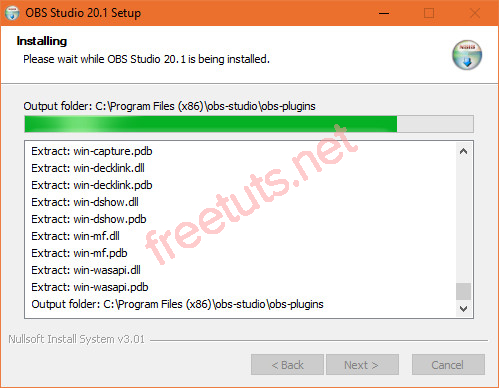 OBS Studio 20.1 Setup
Installing
Please wait while OBS Studio 20.1 is being installed.
Output folder: C:\Program Files (x86)\obs-studio\obs-plugins
Extract: win-capture.pdb
Extract: win-decklink.dll
Extract: win-decklink.pdb
Extract: win-dshow.dll
Extract: win-dshow.pdb
Extract: win-mf.dll
Extract: win-mf.pdb
Extract: win-wasapi.dll
Extract: win-wasapi.pdb
Output folder: C:\Program Files (x86)\obs-studio\obs-plugins
freetuts.net
Nullsoft Install System v3.01
< Back
Next >
Cancel